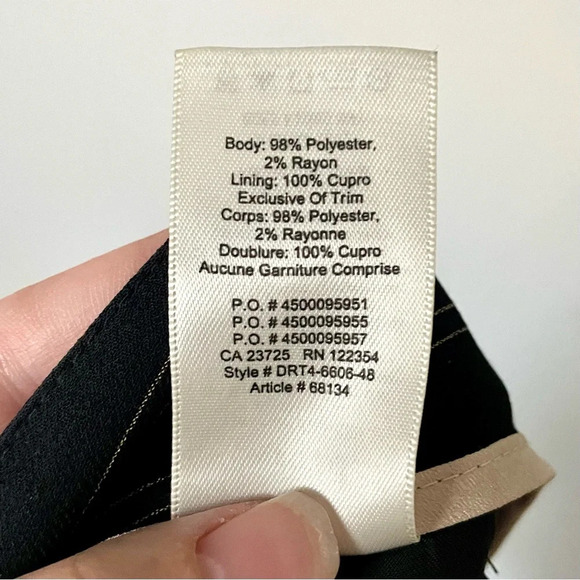 Body: 98% Polyester,
2% Rayon
Lining: 100% Cupro
Exclusive Of Trim
Corps: 98% Polyester,
2% Rayonne
Doublure: 100% Cupro
Aucune Garniture Comprise
P.O. # 4500095951
P.O. # 4500095955
P.O. # 4500095957
CA 23725 RN 122354
Style # DRT4-6606-48
Article # 68134